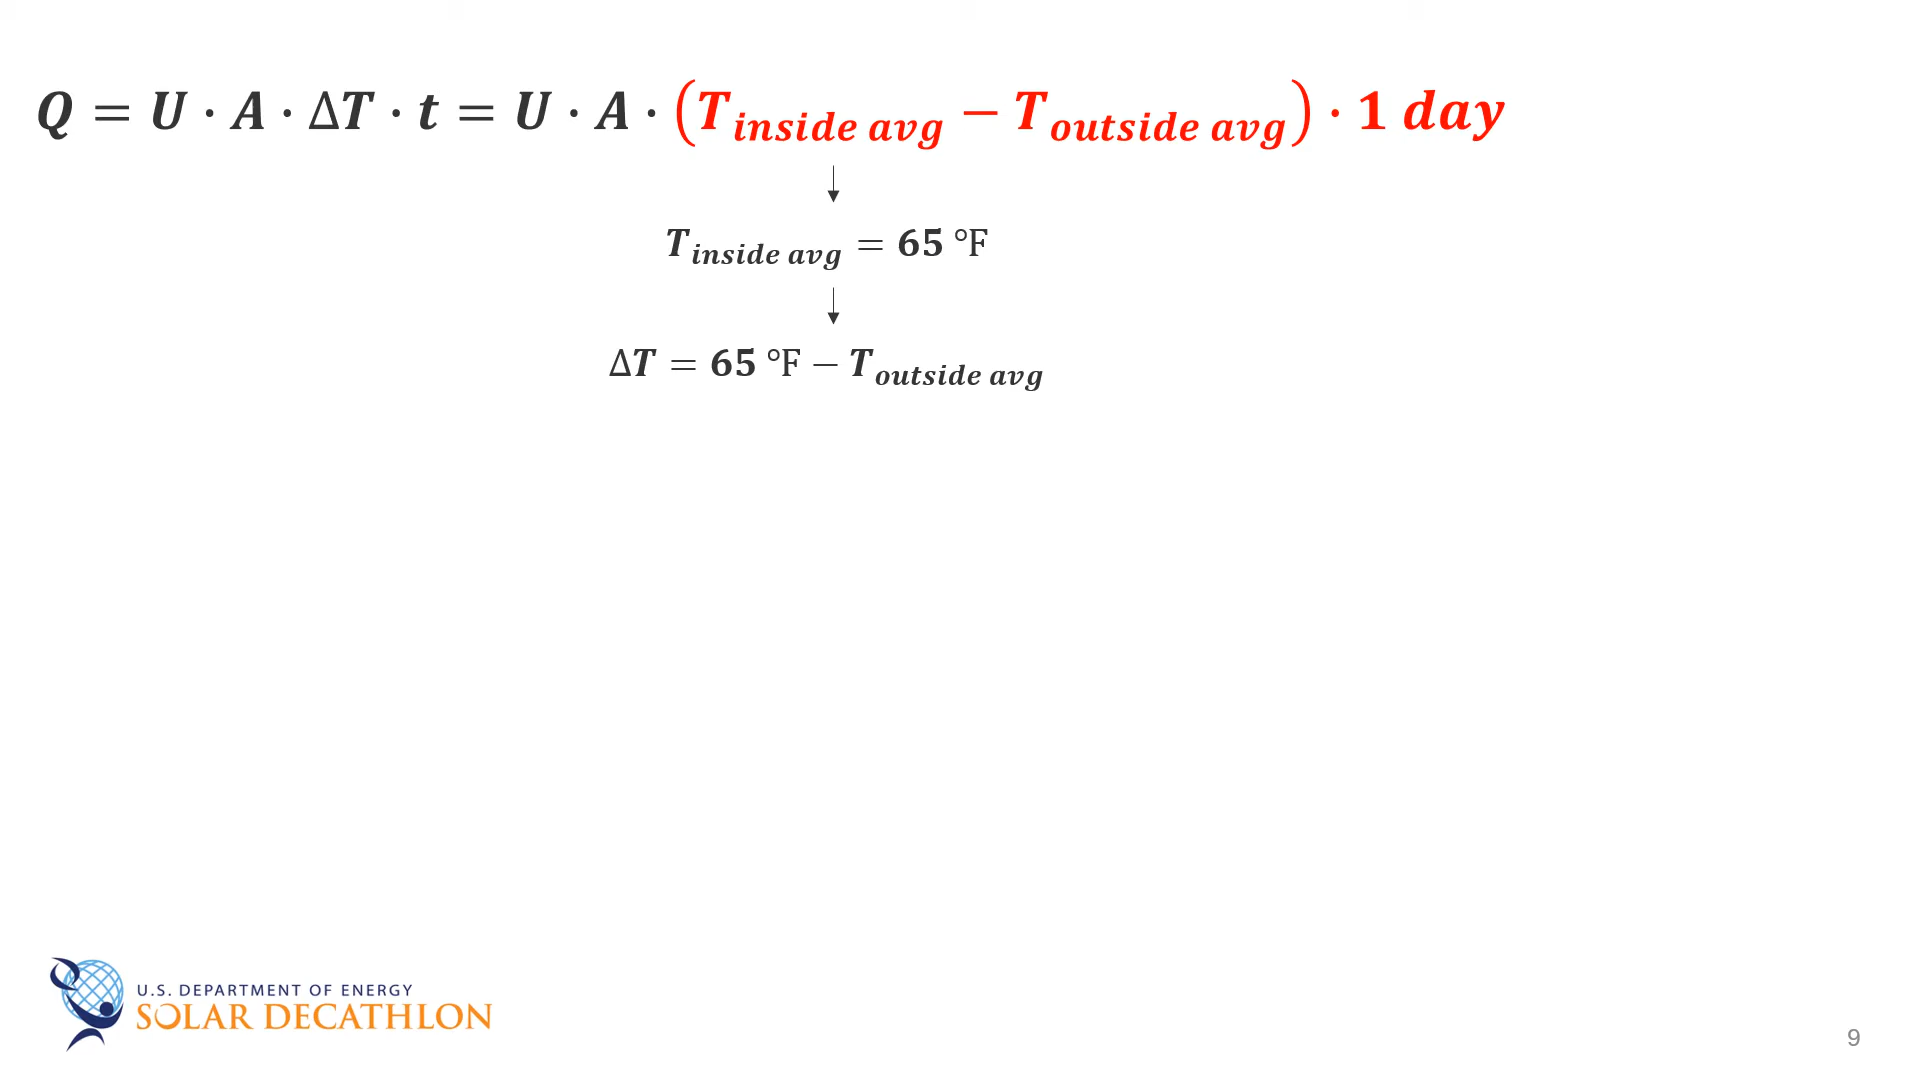 Q = U · A · ΔT · t = U · A · (T_inside avg − T_outside avg) · 1 day
T_inside avg = 65 °F
ΔT = 65 °F − T_outside avg
U.S. DEPARTMENT OF ENERGY
SOLAR DECATHLON
9